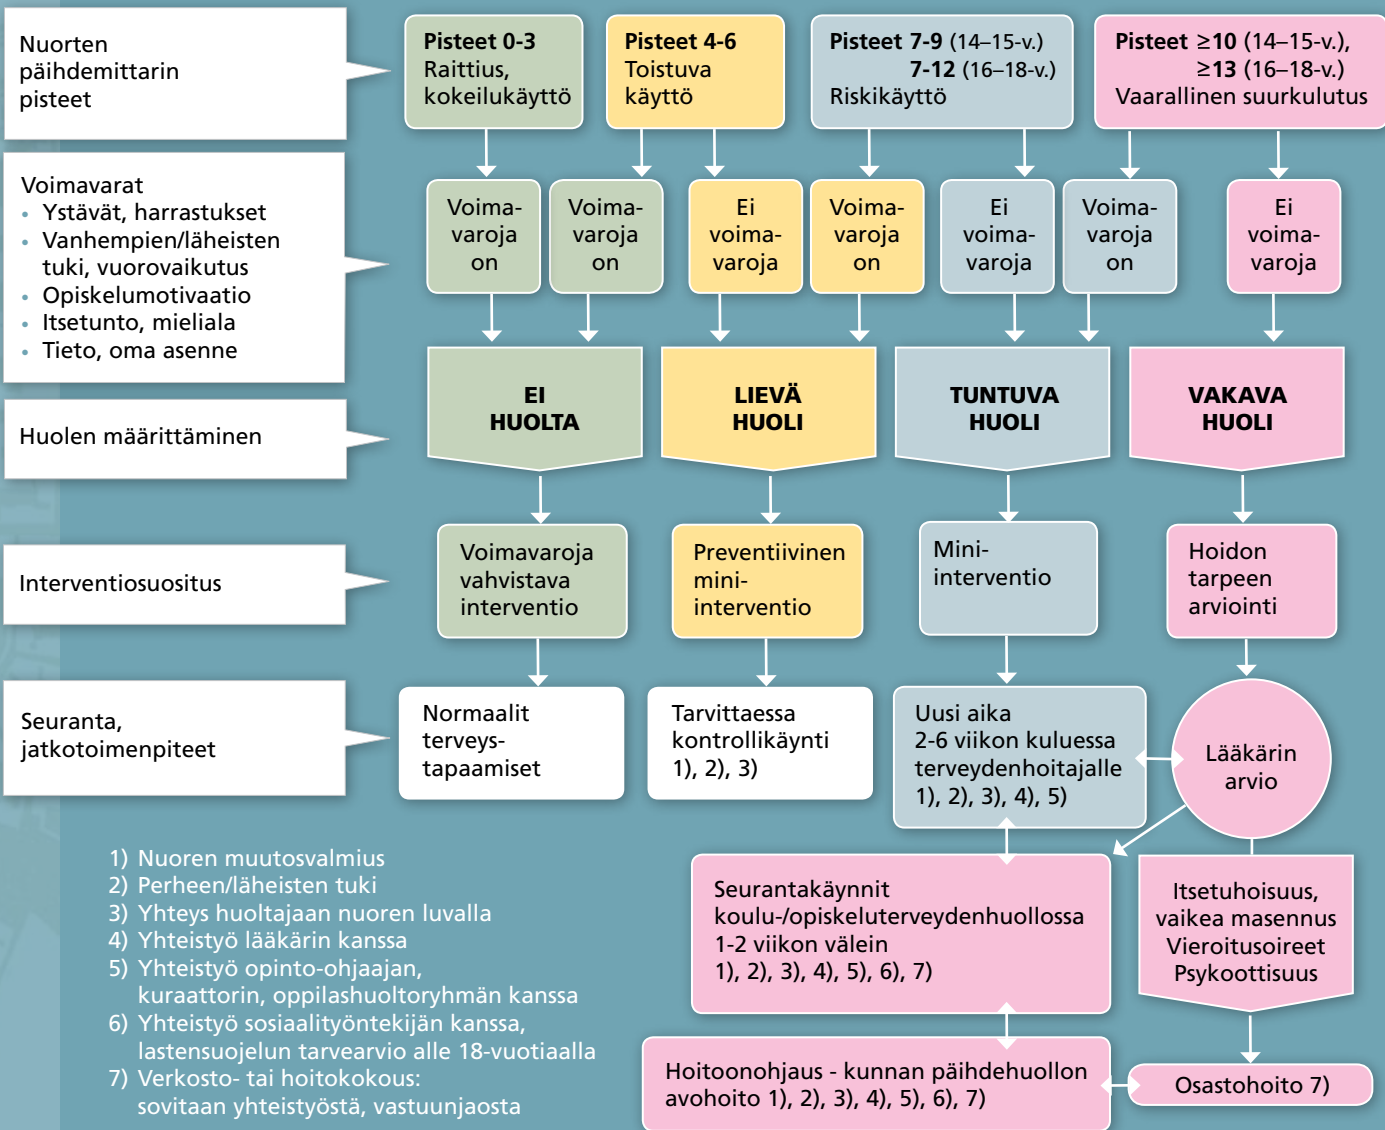 Nuorten
päihdemittarin
pisteet
Pisteet 0-3
Raittius,
kokeilukäyttö
Pisteet 4-6
Toistuva
käyttö
Pisteet 7-9 (14–15-v.)
7-12 (16–18-v.)
Riskikäyttö
Pisteet ≥10 (14–15-v.),
≥13 (16–18-v.)
Vaarallinen suurkulutus
Voimavarat
• Ystävät, harrastukset
• Vanhempien/läheisten
tuki, vuorovaikutus
• Opiskelumotivaatio
• Itsetunto, mieliala
• Tieto, oma asenne
Voima-
varoja
on
Voima-
varoja
on
Ei
voima-
varoja
Voima-
varoja
on
Ei
voima-
varoja
Voima-
varoja
on
Ei
voima-
varoja
Huolen määrittäminen
EI
HUOLTA
LIEVÄ
HUOLI
TUNTUVA
HUOLI
VAKAVA
HUOLI
Interventiosuositus
Voimavaroja
vahvistava
interventio
Preventiivinen
mini-
interventio
Mini-
interventio
Hoidon
tarpeen
arviointi
Seuranta,
jatkotoimenpiteet
Normaalit
terveys-
tapaamiset
Tarvittaessa
kontrollikäynti
1), 2), 3)
Uusi aika
2-6 viikon kuluessa
terveydenhoitajalle
1), 2), 3), 4), 5)
Lääkärin
arvio
1) Nuoren muutosvalmius
2) Perheen/läheisten tuki
3) Yhteys huoltajaan nuoren luvalla
4) Yhteistyö lääkärin kanssa
5) Yhteistyö opinto-ohjaajan,
kuraattorin, oppilashuoltoryhmän kanssa
6) Yhteistyö sosiaalityöntekijän kanssa,
lastensuojelun tarvearvio alle 18-vuotiaalla
7) Verkosto- tai hoitokokous:
sovitaan yhteistyöstä, vastuunjaosta
Seurantakäynnit
koulu-/opiskeluterveydenhuollossa
1-2 viikon välein
1), 2), 3), 4), 5), 6), 7)
Itsetuhoisuus,
vaikea masennus
Vieroitusoireet
Psykoottisuus
Hoitoonohjaus - kunnan päihdehuollon
avohoito 1), 2), 3), 4), 5), 6), 7)
Osastohoito 7)